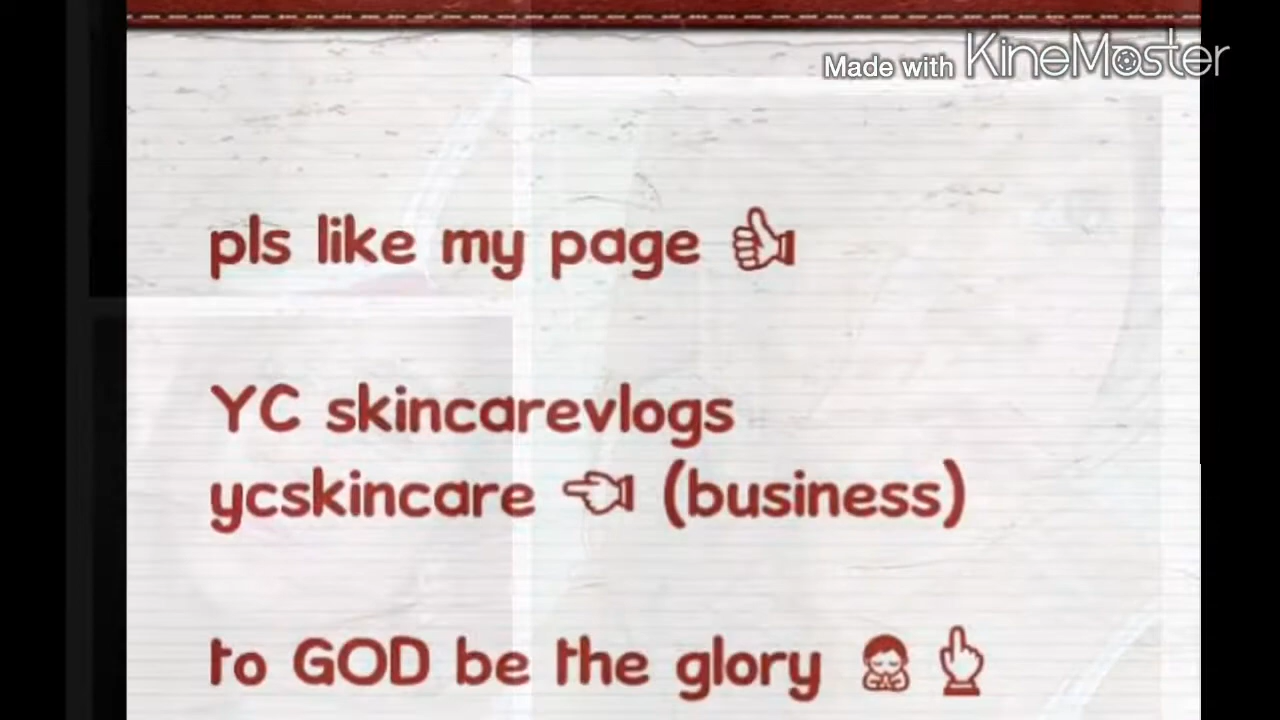 Made with KineMaster
pls like my page 👍
YC skincarevlogs
ycskincare 👈 (business)
to GOD be the glory 🙏 👆